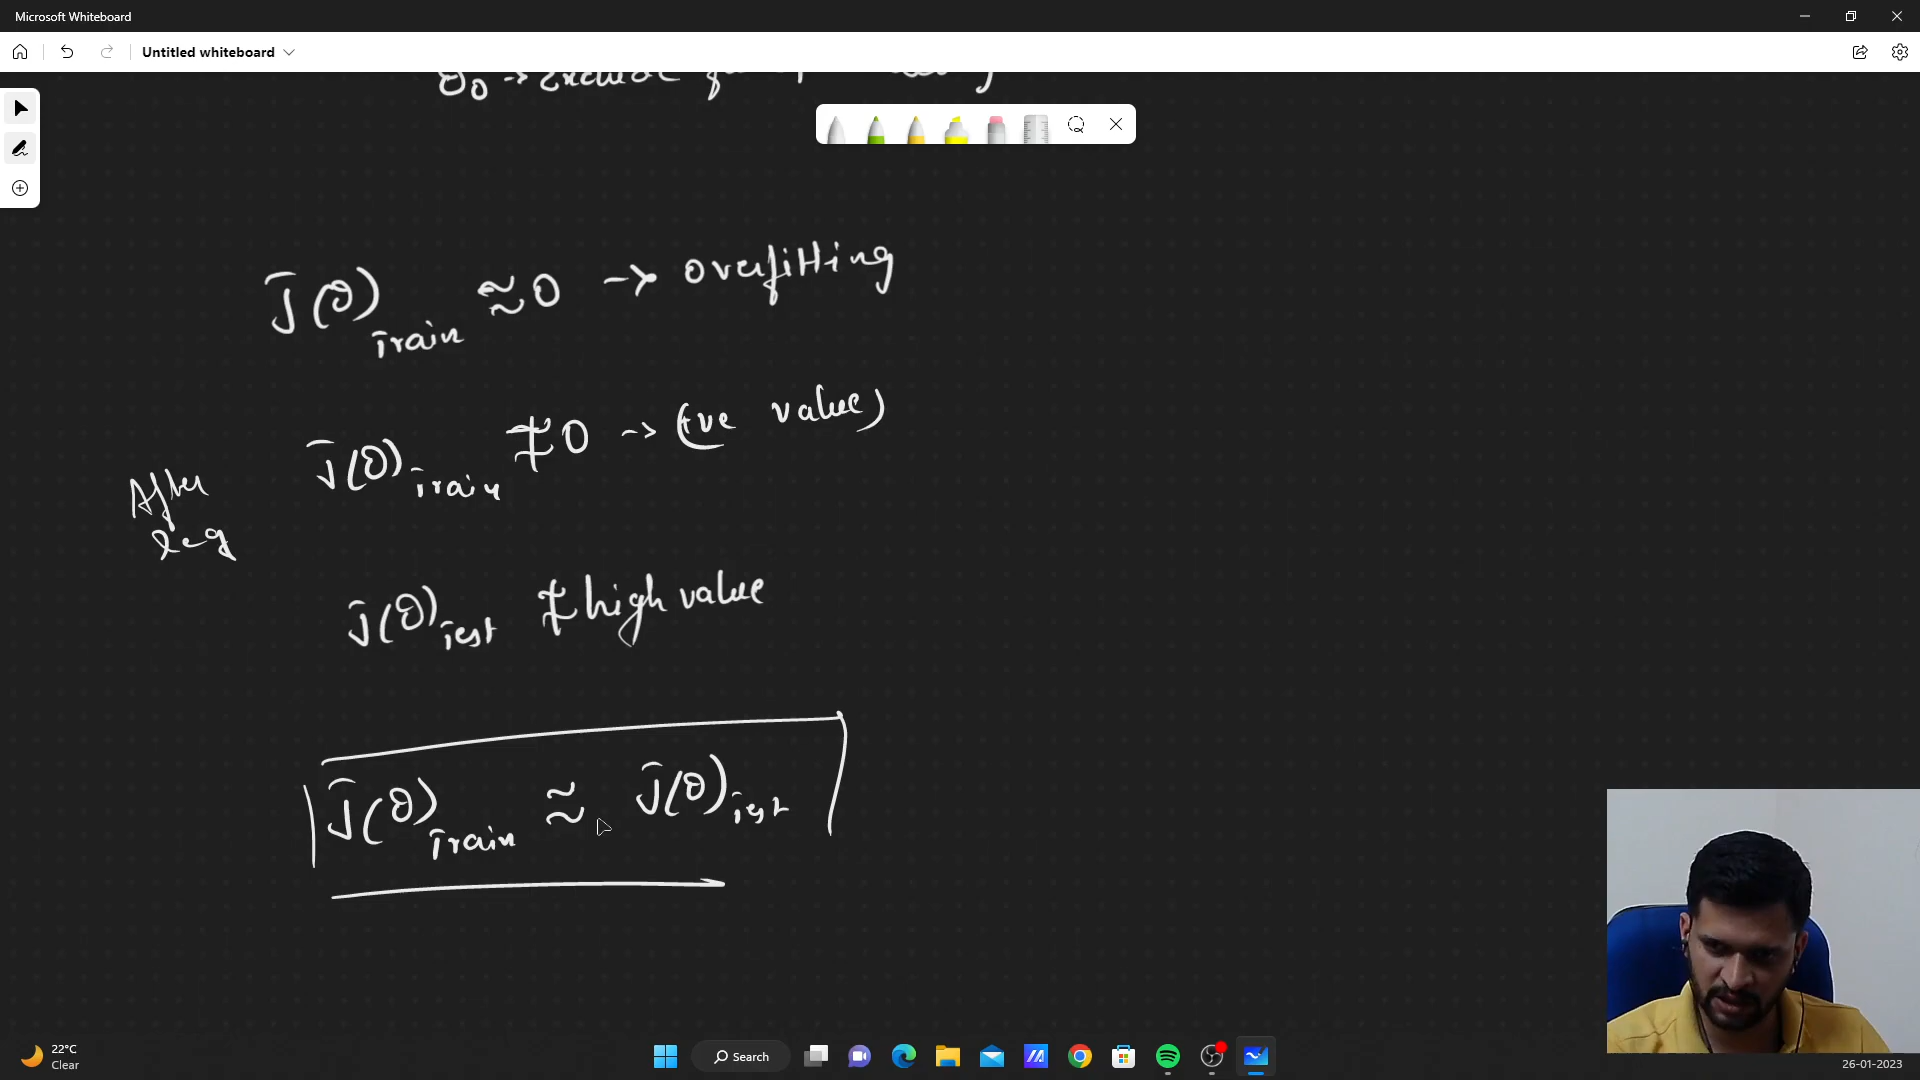 Microsoft Whiteboard
Untitled whiteboard
θ0 →
J(θ)Train ≈ 0 → overfitting
J(θ)Train ≠ 0 → (+ve value)
After
reg
J(θ)Test ≠ high value
J(θ)Train ≈ J(θ)Test
22°C
Clear
Search
26-01-2023